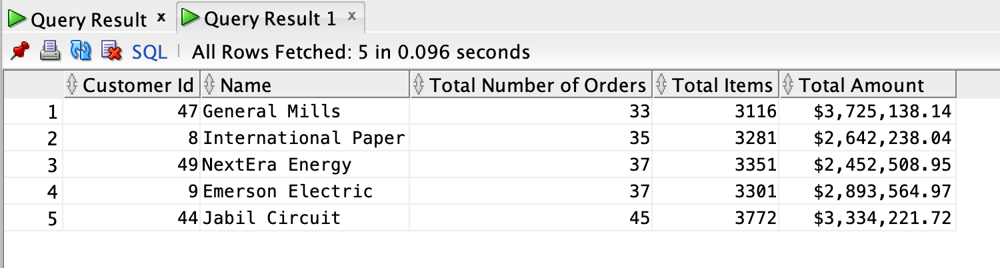 Query Result x Query Result 1 x
SQL All Rows Fetched: 5 in 0.096 seconds
Customer Id Name Total Number of Orders Total Items Total Amount
1 47 General Mills 33 3116 $3,725,138.14
2 8 International Paper 35 3281 $2,642,238.04
3 49 NextEra Energy 37 3351 $2,452,508.95
4 9 Emerson Electric 37 3301 $2,893,564.97
5 44 Jabil Circuit 45 3772 $3,334,221.72